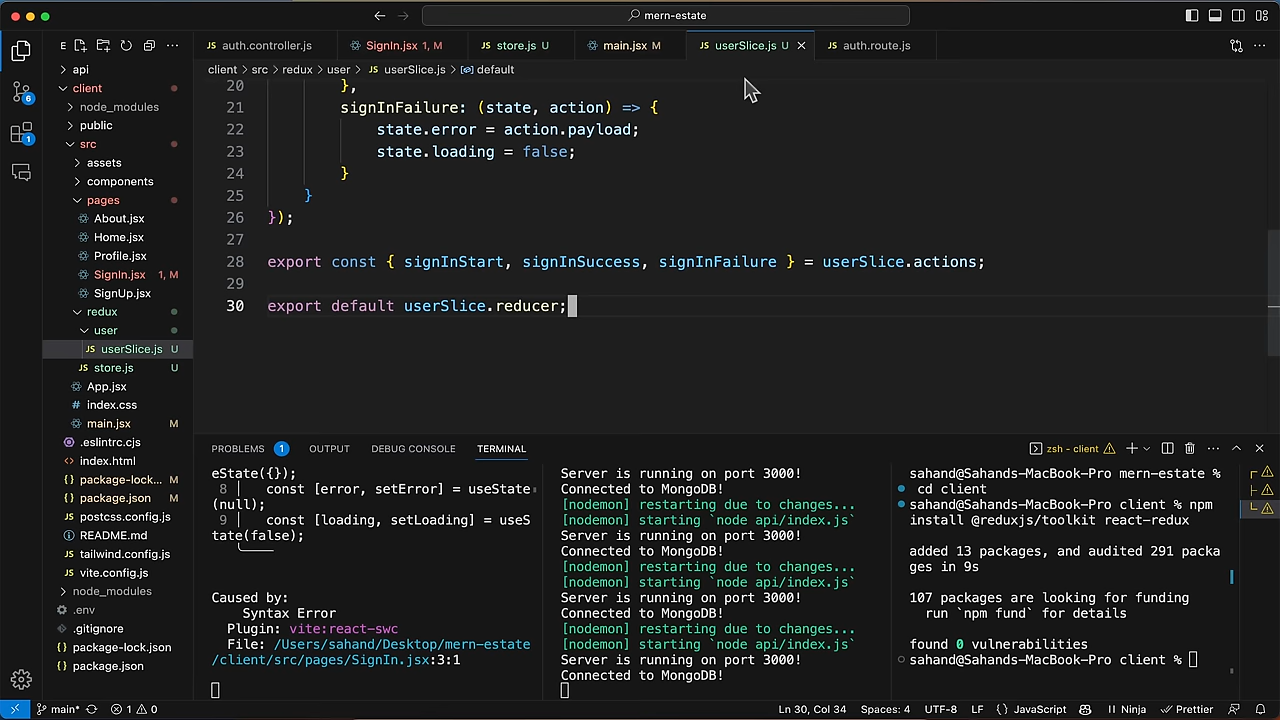 mern-estate
E
auth.controller.js
SignIn.jsx 1, M
store.js U
main.jsx M
userSlice.js U
auth.route.js
client > src > redux > user > JS userSlice.js > default
api
client
node_modules
public
src
assets
components
pages
About.jsx
Home.jsx
Profile.jsx
SignIn.jsx 1, M
SignUp.jsx
redux
user
JS userSlice.js U
JS store.js U
App.jsx
# index.css
main.jsx M
.eslintrc.cjs
<> index.html
{} package-lock... M
{} package.json M
JS postcss.config.js
README.md
JS tailwind.config.js
JS vite.config.js
node_modules
.env
.gitignore
{} package-lock.json
{} package.json
20 },
21 signInFailure: (state, action) => {
22 state.error = action.payload;
23 state.loading = false;
24 }
25 }
26 });
27
28 export const { signInStart, signInSuccess, signInFailure } = userSlice.actions;
29
30 export default userSlice.reducer;
PROBLEMS 1 OUTPUT DEBUG CONSOLE TERMINAL
zsh - client
eState({});
8 | const [error, setError] = useState
(null);
9 | const [loading, setLoading] = useS
tate(false);
Caused by:
Syntax Error
Plugin: vite:react-swc
File: /Users/sahand/Desktop/mern-estate
/client/src/pages/SignIn.jsx:3:1
Server is running on port 3000!
Connected to MongoDB!
[nodemon] restarting due to changes...
[nodemon] starting `node api/index.js`
Server is running on port 3000!
Connected to MongoDB!
[nodemon] restarting due to changes...
[nodemon] starting `node api/index.js`
Server is running on port 3000!
Connected to MongoDB!
[nodemon] restarting due to changes...
[nodemon] starting `node api/index.js`
Server is running on port 3000!
Connected to MongoDB!
sahand@Sahands-MacBook-Pro mern-estate %
cd client
sahand@Sahands-MacBook-Pro client % npm
install @reduxjs/toolkit react-redux
added 13 packages, and audited 291 packa
ges in 9s
107 packages are looking for funding
run `npm fund` for details
found 0 vulnerabilities
sahand@Sahands-MacBook-Pro client %
6
1
main* 1 0
Ln 30, Col 34 Spaces: 4 UTF-8 LF {} JavaScript Ninja Prettier